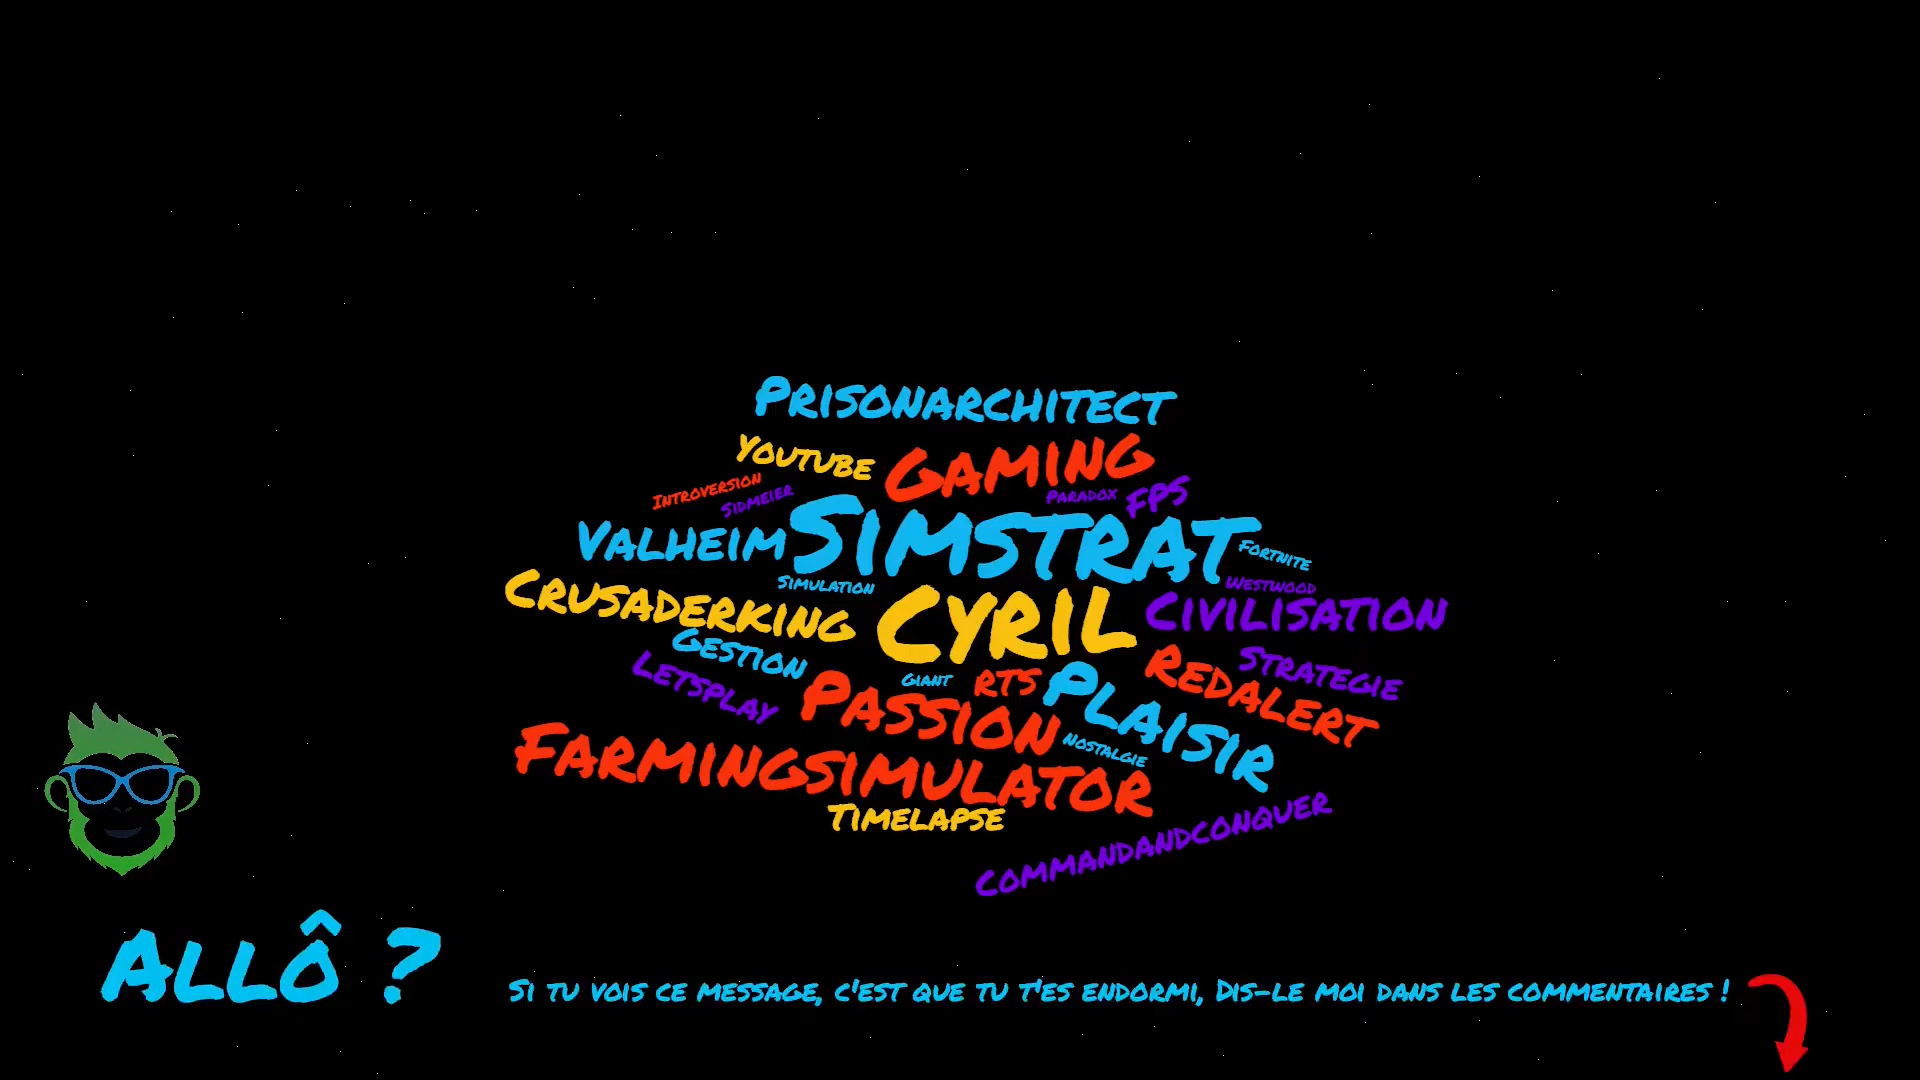 Prisonarchitect
Youtube
Gaming
Introversion
Sidmeier
Paradox
FPS
Valheim
Simstrat
Fortnite
Simulation
Westwood
Crusaderking
Cyril
Civilisation
Gestion
Strategie
Letsplay
Giant
RTS
Plaisir
Redalert
Passion
Nostalgie
Farmingsimulator
Timelapse
Commandandconquer
Allô ?
Si tu vois ce message, c'est que tu t'es endormi, Dis-le moi dans les commentaires !